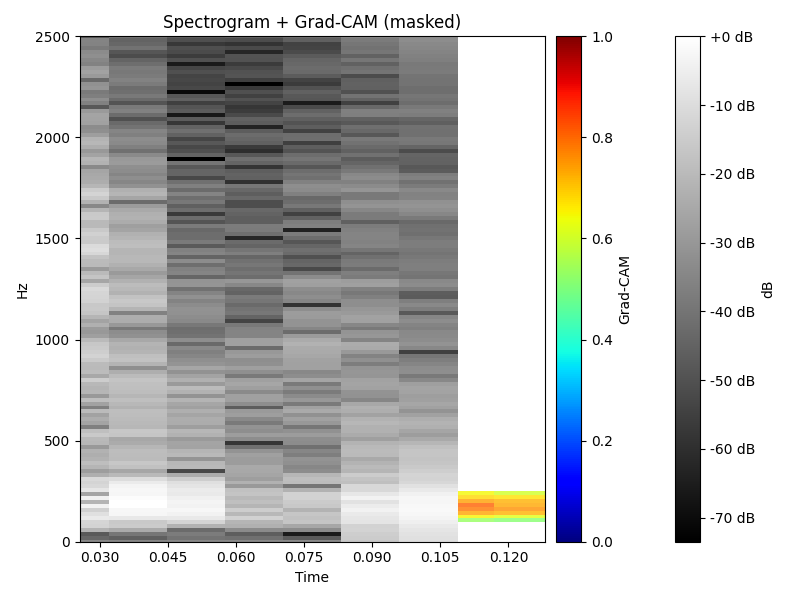 Spectrogram + Grad-CAM (masked)
2500
2000
1500
1000
500
0
Hz
0.030 0.045 0.060 0.075 0.090 0.105 0.120
Time
1.0
0.8
0.6
0.4
0.2
0.0
Grad-CAM
+0 dB
-10 dB
-20 dB
-30 dB
-40 dB
-50 dB
-60 dB
-70 dB
dB